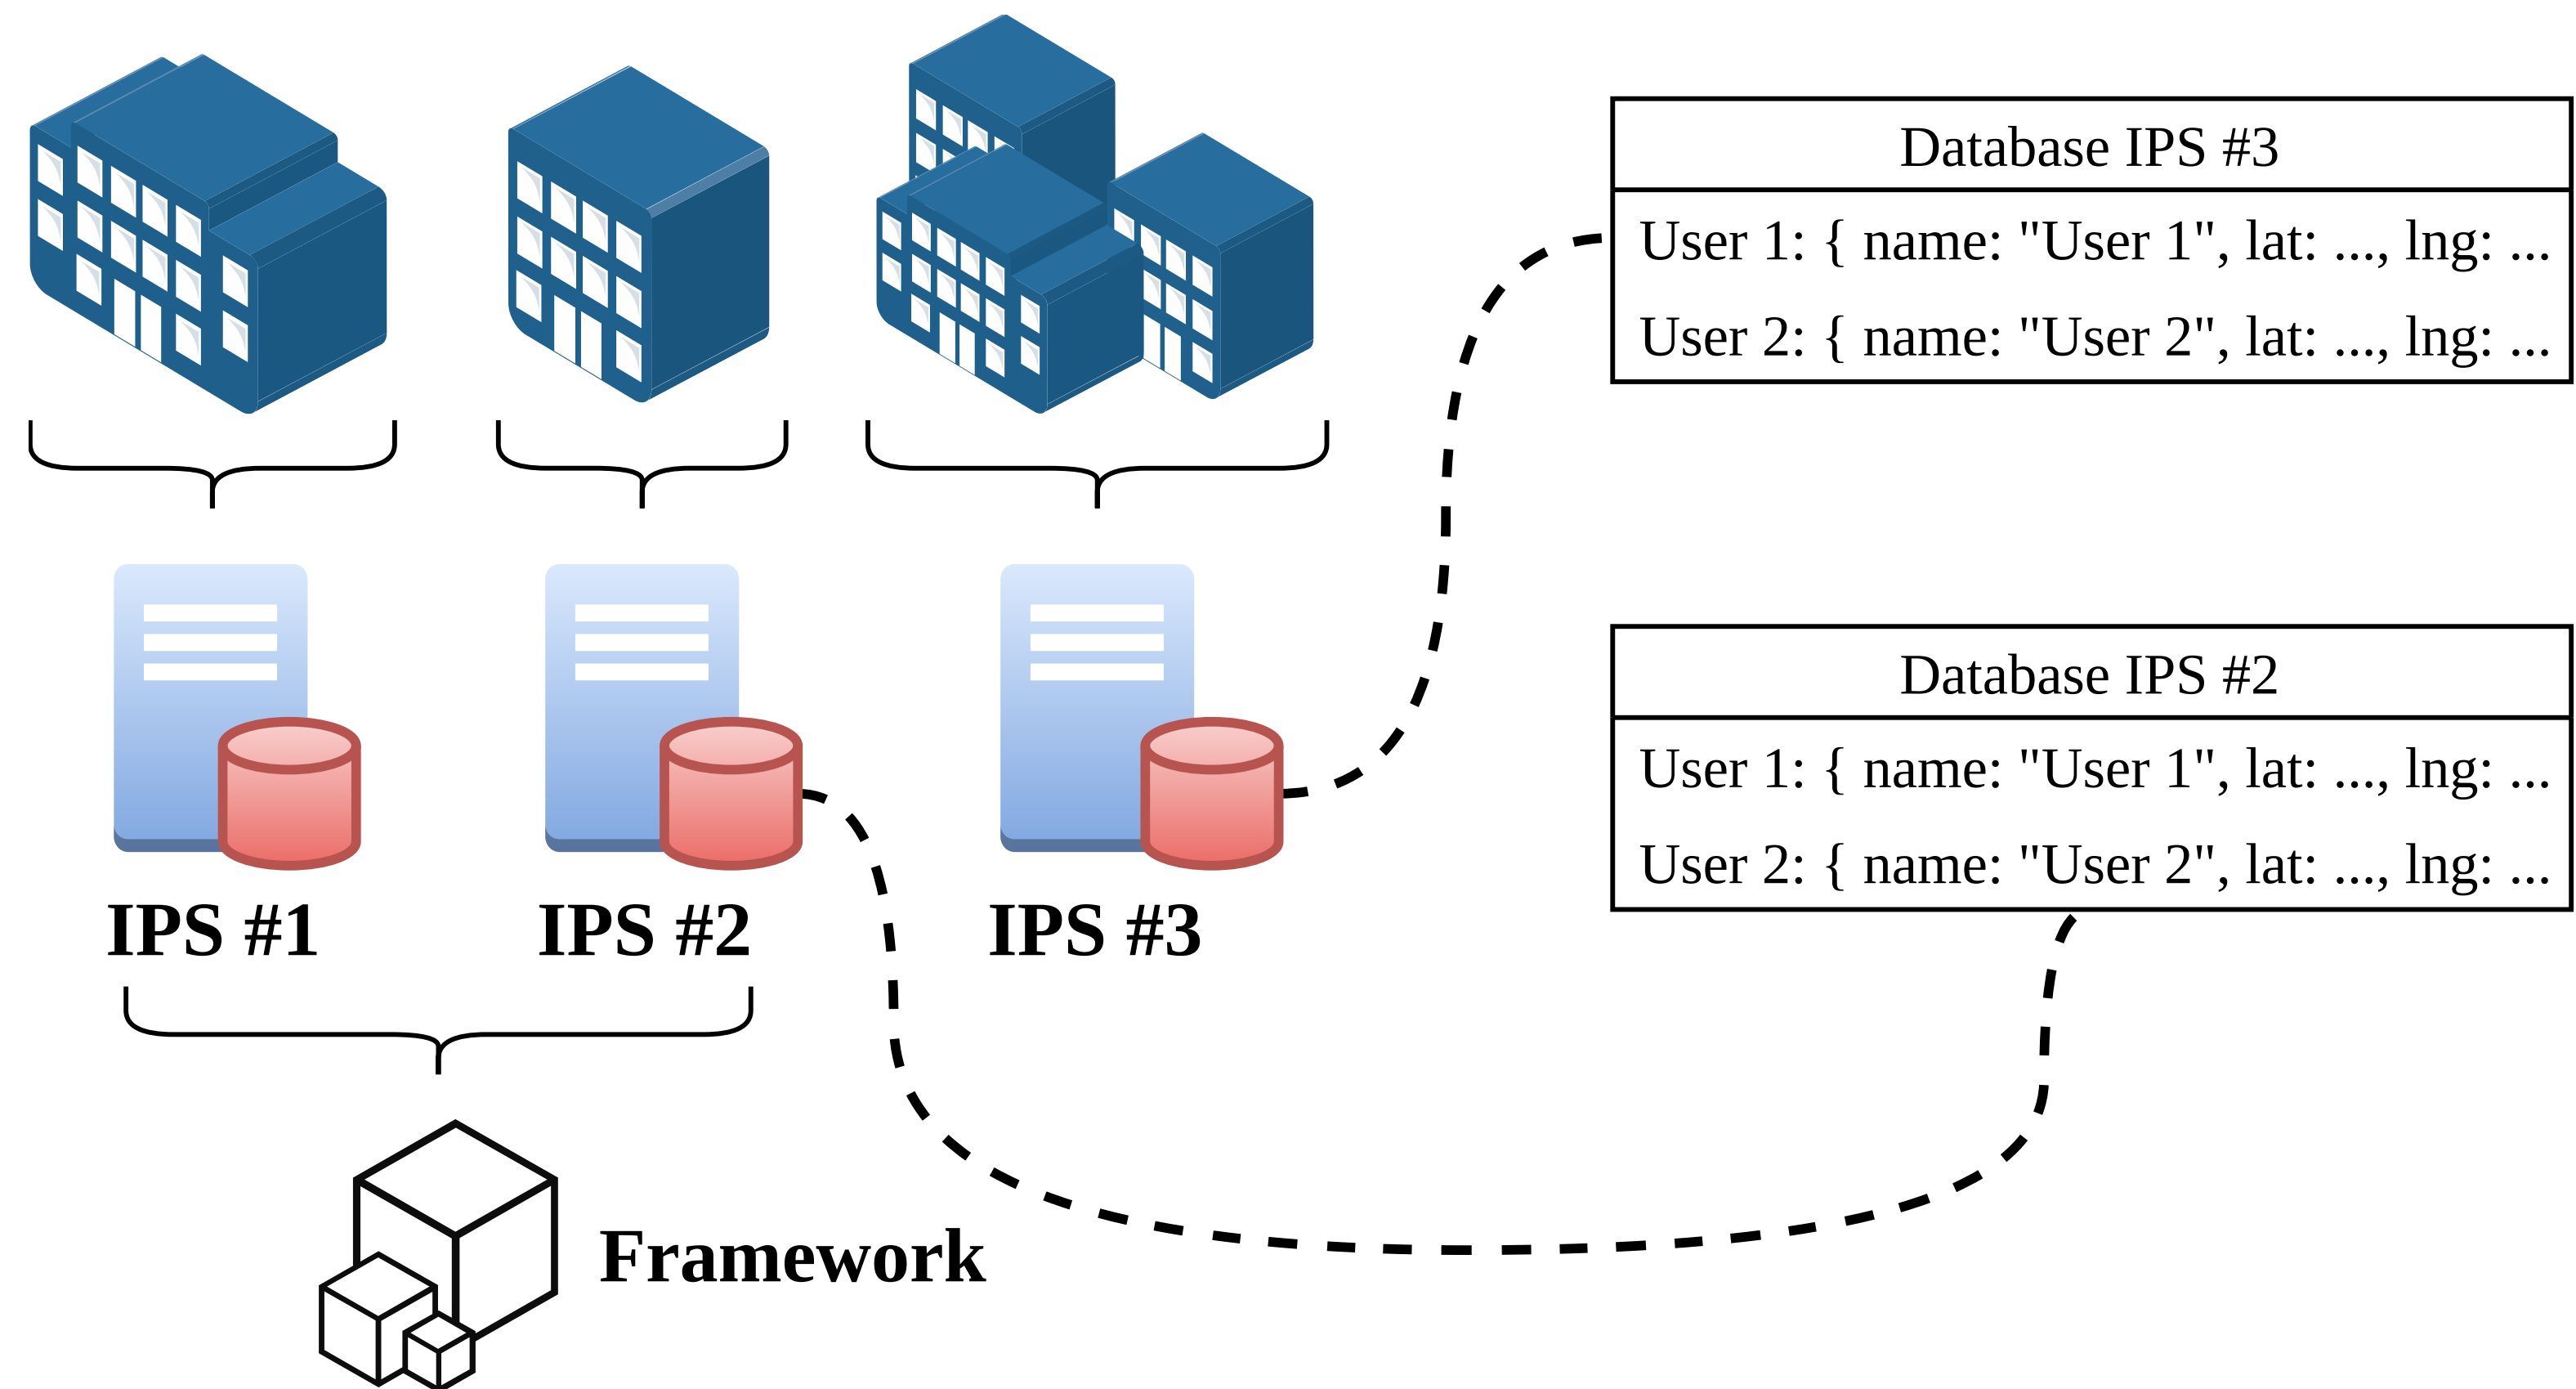 Database IPS #3
User 1: { name: "User 1", lat: ..., lng: ...
User 2: { name: "User 2", lat: ..., lng: ...
Database IPS #2
User 1: { name: "User 1", lat: ..., lng: ...
User 2: { name: "User 2", lat: ..., lng: ...
IPS #1
IPS #2
IPS #3
Framework